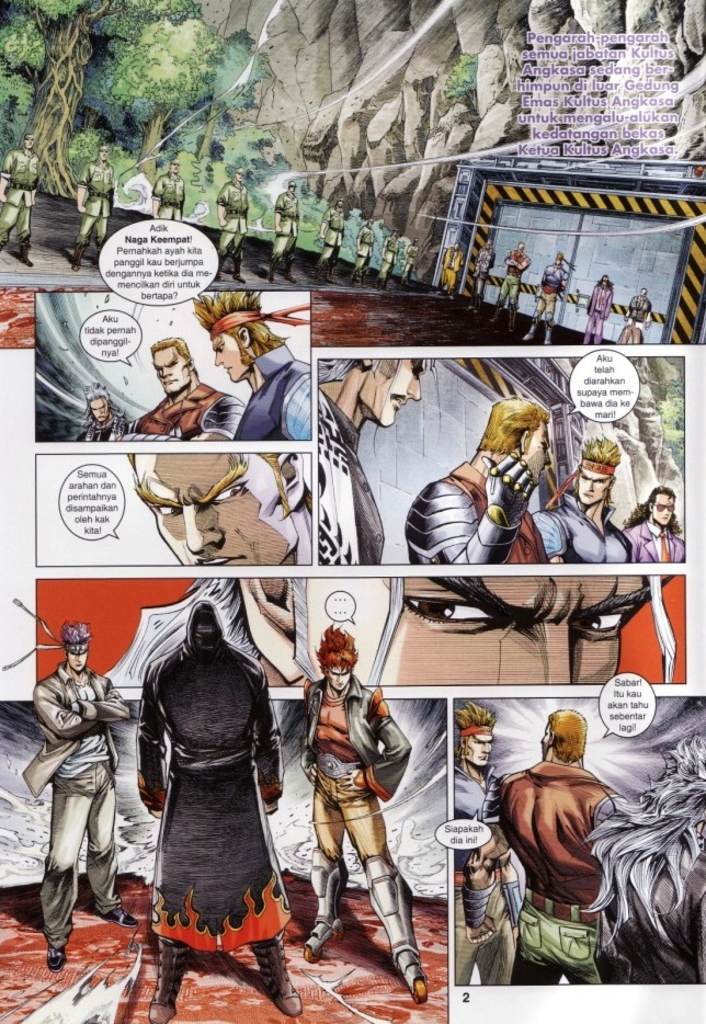 Pengarah-pengarah
semua jabatan Kultus
Angkasa sedang ber-
himpun di luar Gedung
Emas Kultus Angkasa
untuk mengalu-alukan
kedatangan bekas
Ketua Kultus Angkasa.
Adik
Naga Keempat!
Pernahkah ayah kita
panggil kau berjumpa
dengannya ketika dia me-
mencilkan diri untuk
bertapa?
Aku
tidak pernah
dipanggil-
nya!
Aku
telah
diarahkan
supaya mem-
bawa dia ke
mari!
Semua
arahan dan
perintahnya
disampaikan
oleh kak
kita!
...
...
Sabar!
Itu kau
akan tahu
sebentar
lagi!
Siapakah
dia ini?
2